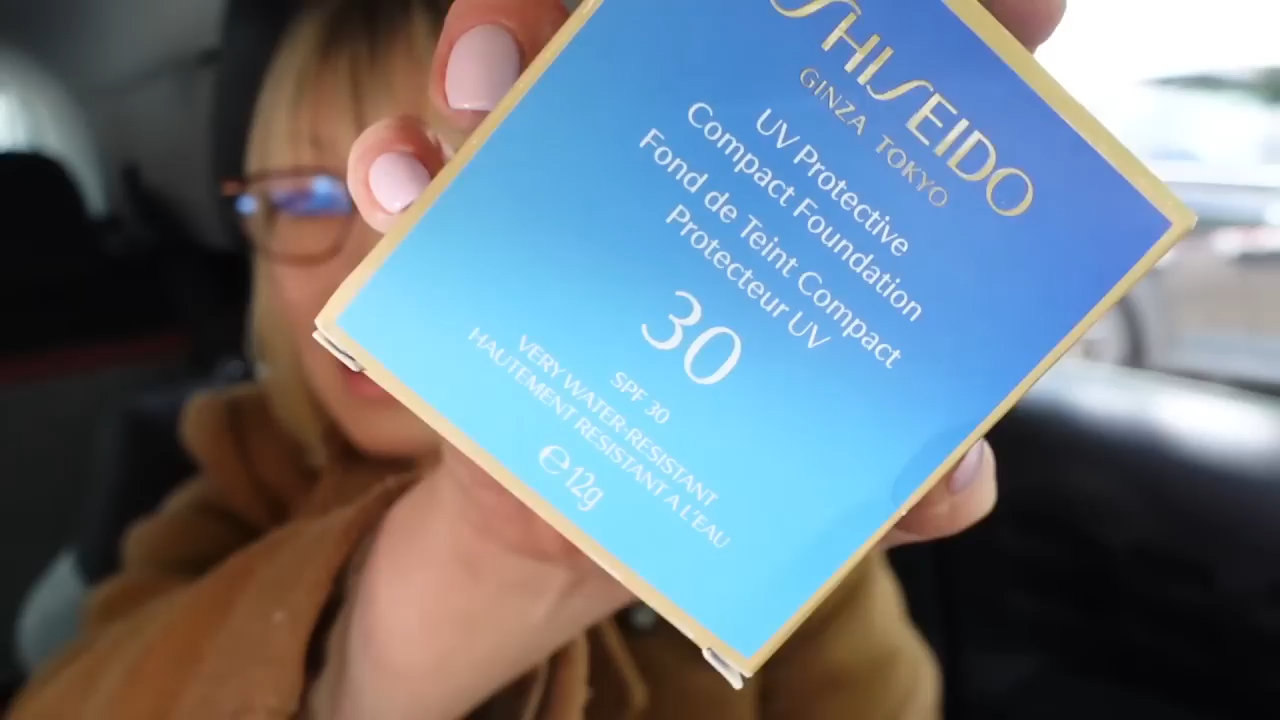 SHISEIDO
GINZA TOKYO
UV Protective
Compact Foundation
Fond de Teint Compact
Protecteur UV
30
SPF 30
VERY WATER-RESISTANT
HAUTEMENT RESISTANT A L'EAU
℮ 12g